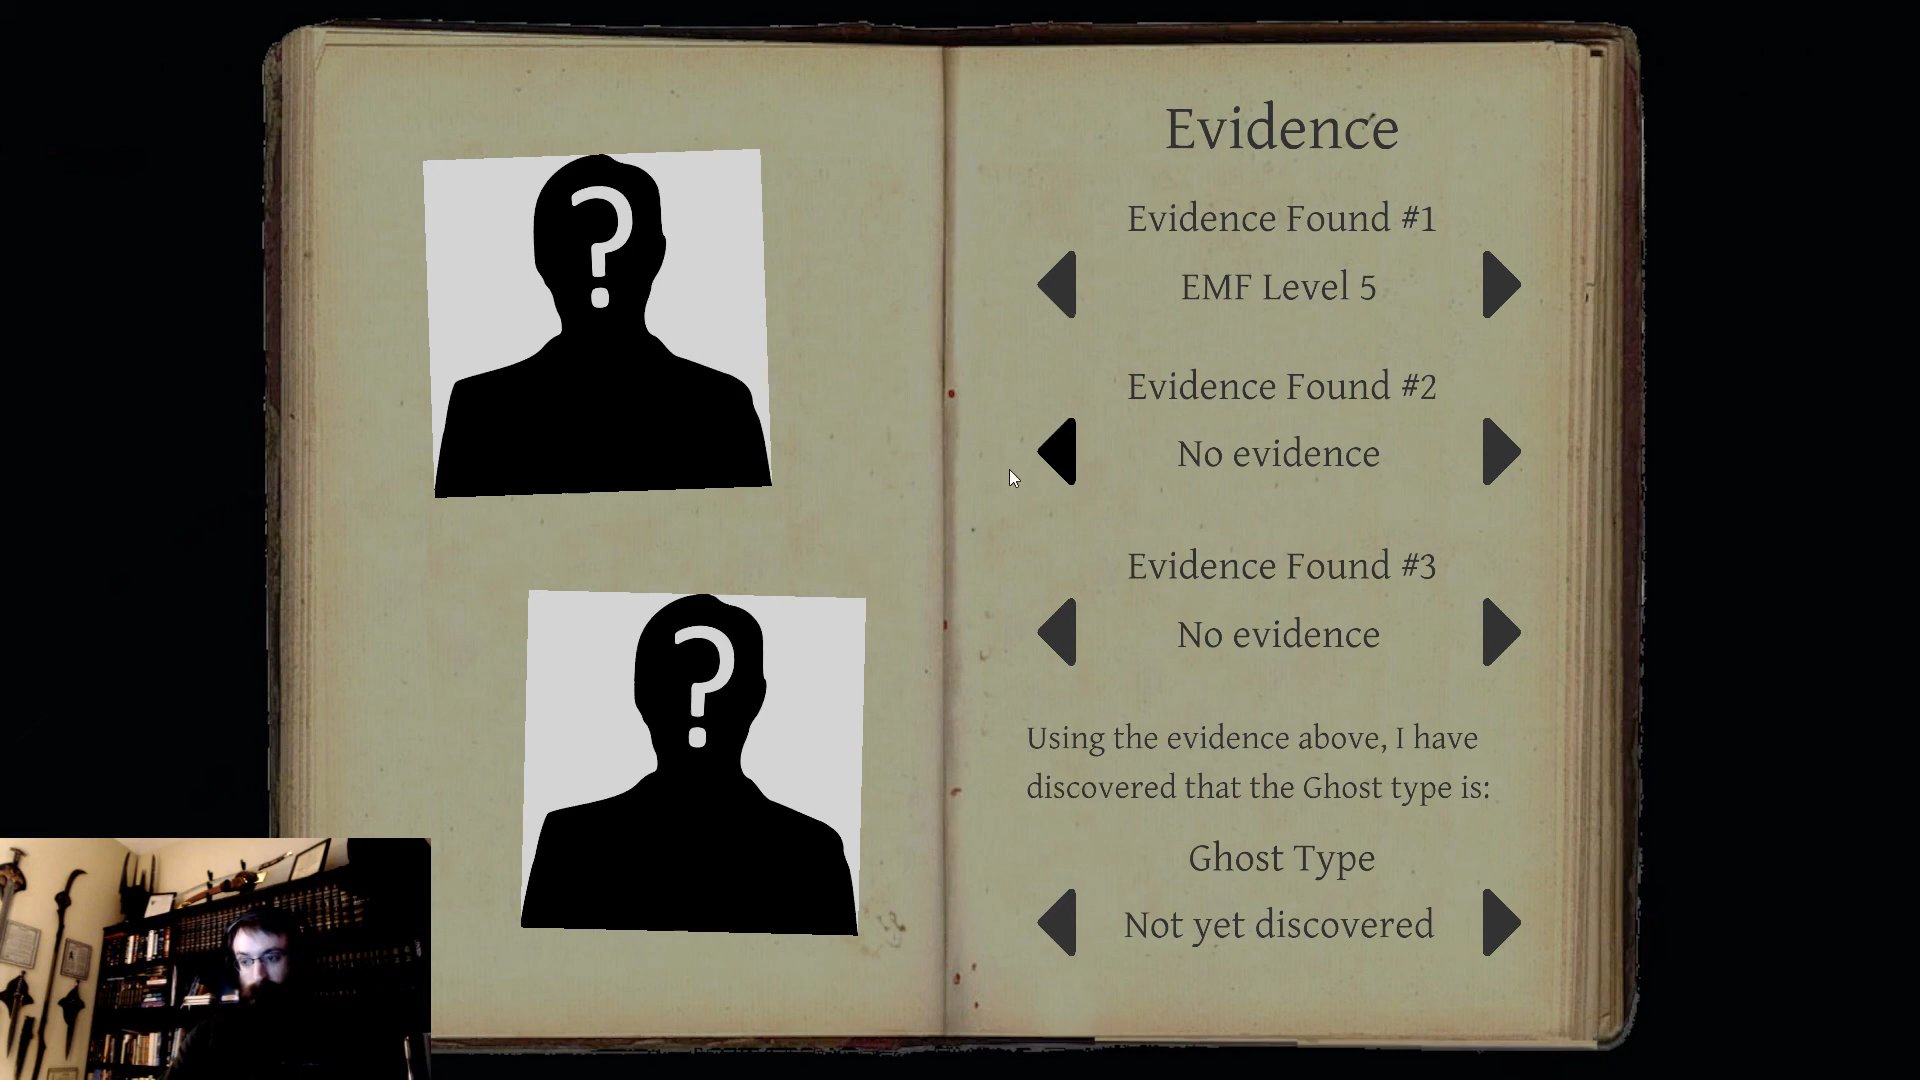 ?
?
Evidence
Evidence Found #1
EMF Level 5
Evidence Found #2
No evidence
Evidence Found #3
No evidence
Using the evidence above, I have
discovered that the Ghost type is:
Ghost Type
Not yet discovered